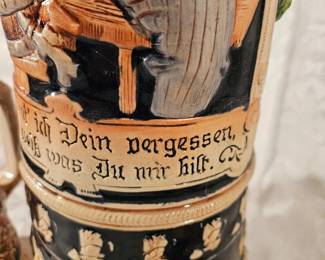 ich Dein vergessen,
was Du mir bist.